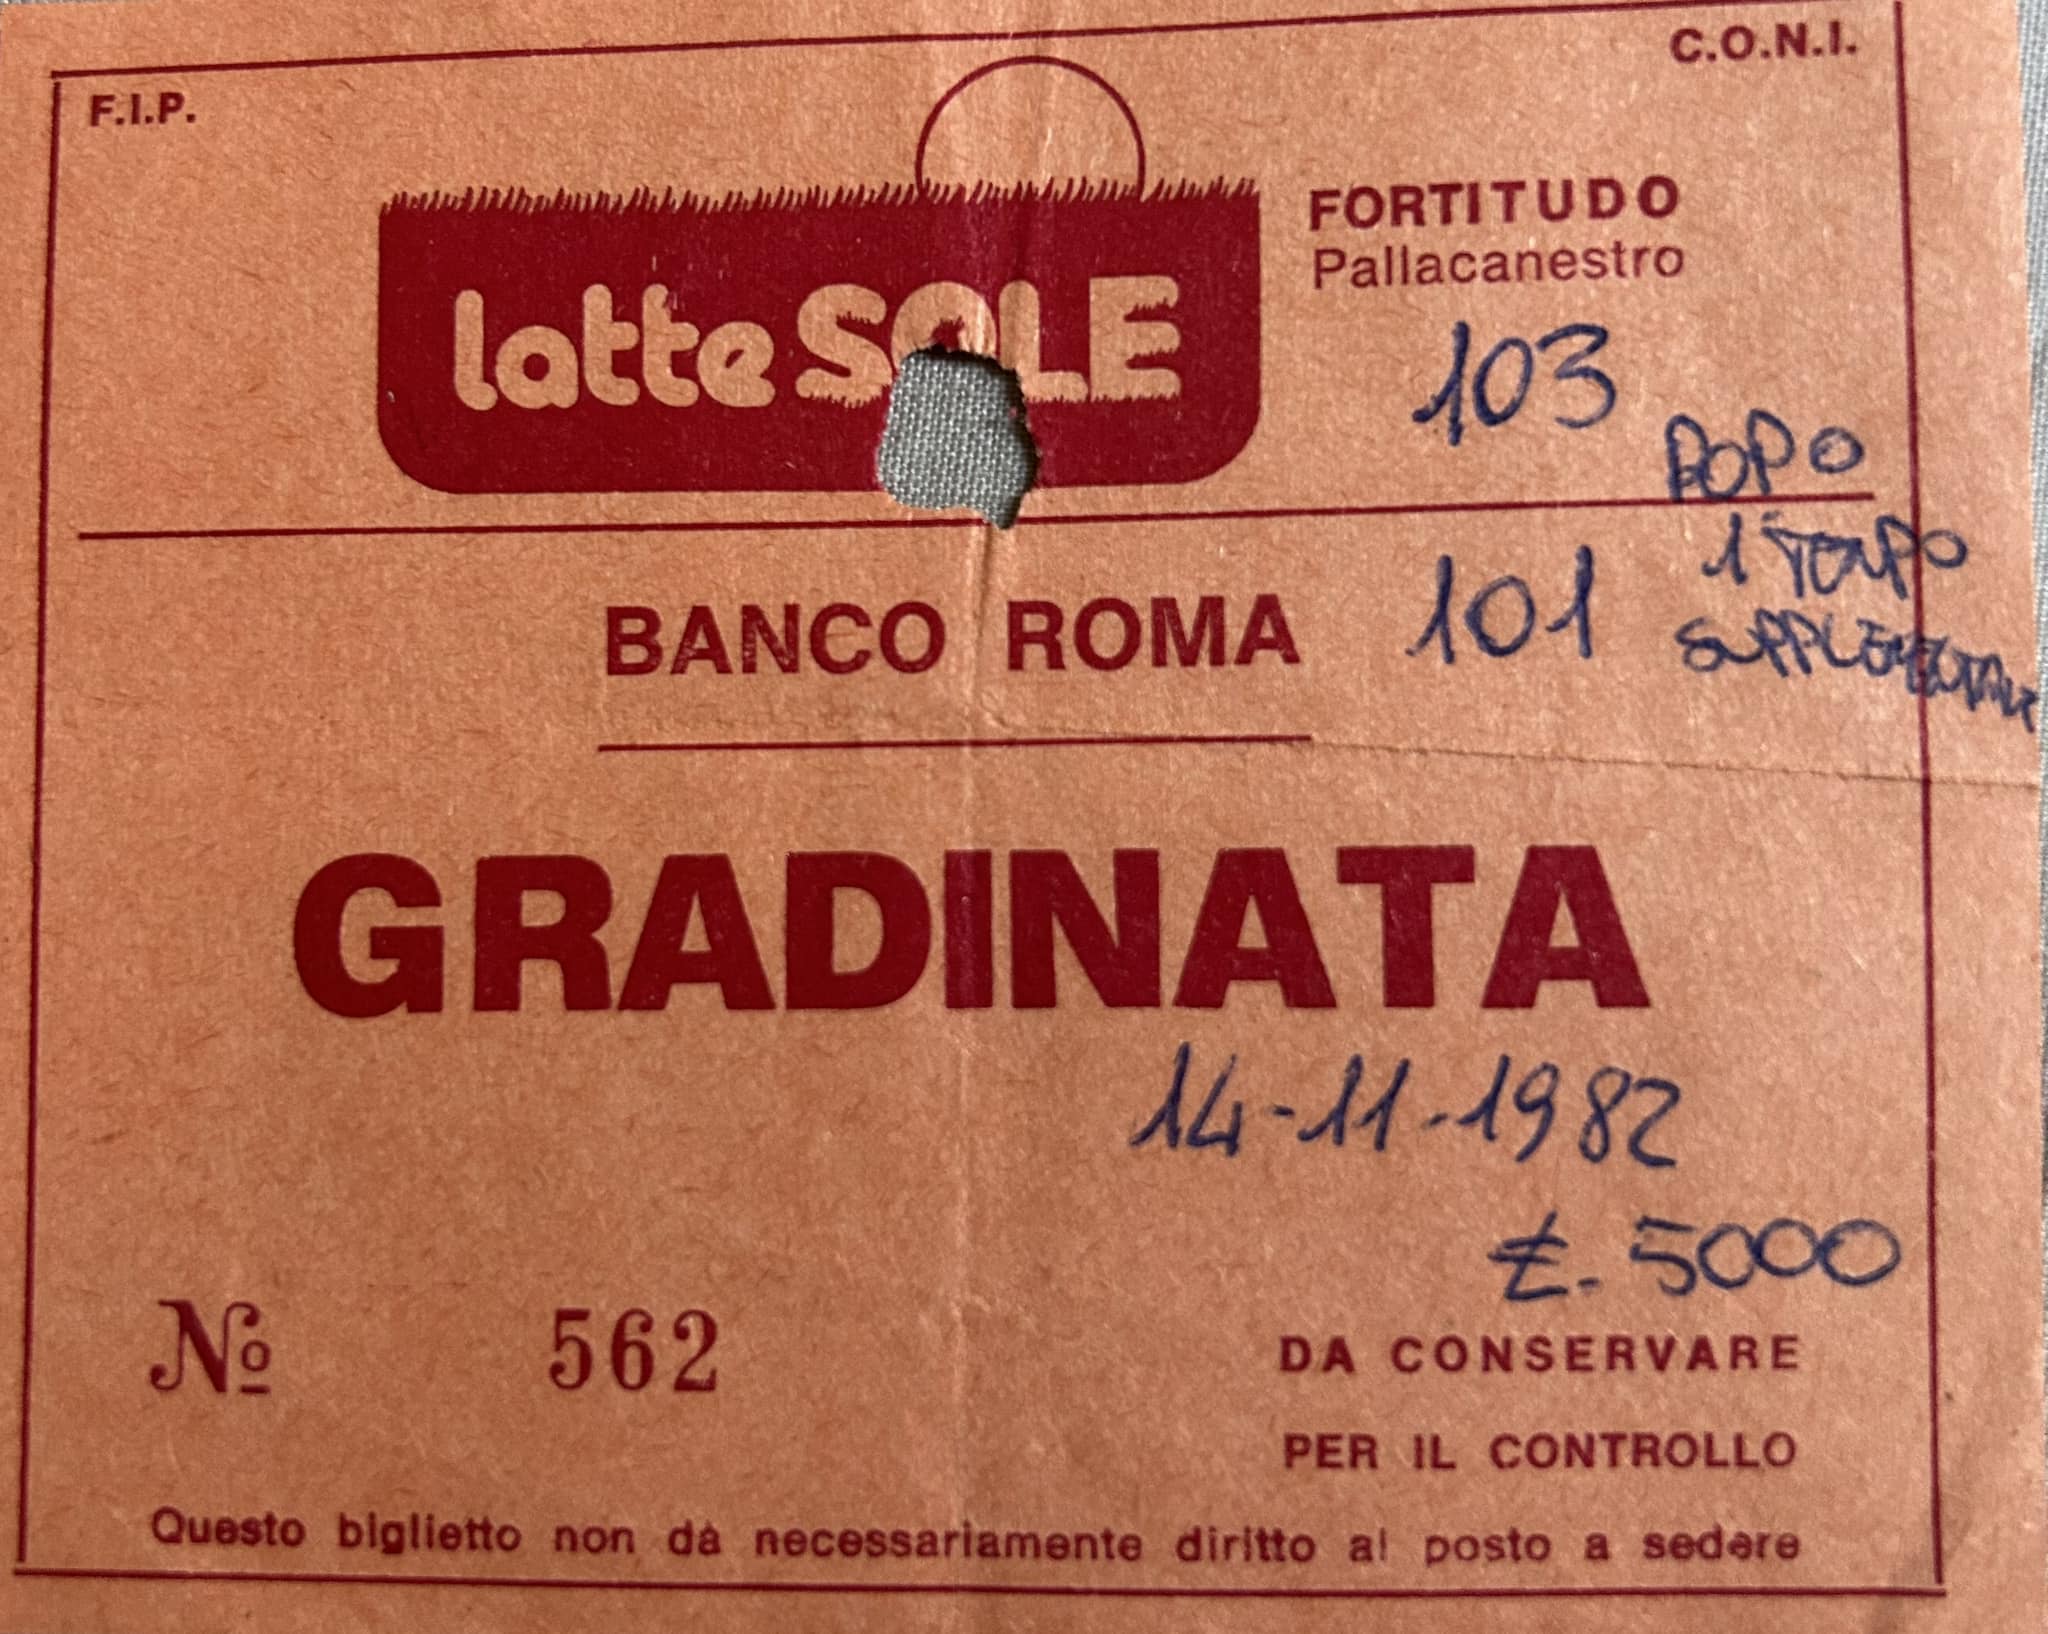 C.O.N.I.
F.I.P.
latte SOLE
FORTITUDO
Pallacanestro
103
DOPO
1° TEMPO
SUPPLEMENTARE
BANCO ROMA
101
GRADINATA
14-11-1982
£. 5000
Nº 562
DA CONSERVARE
PER IL CONTROLLO
Questo biglietto non dà necessariamente diritto al posto a sedere